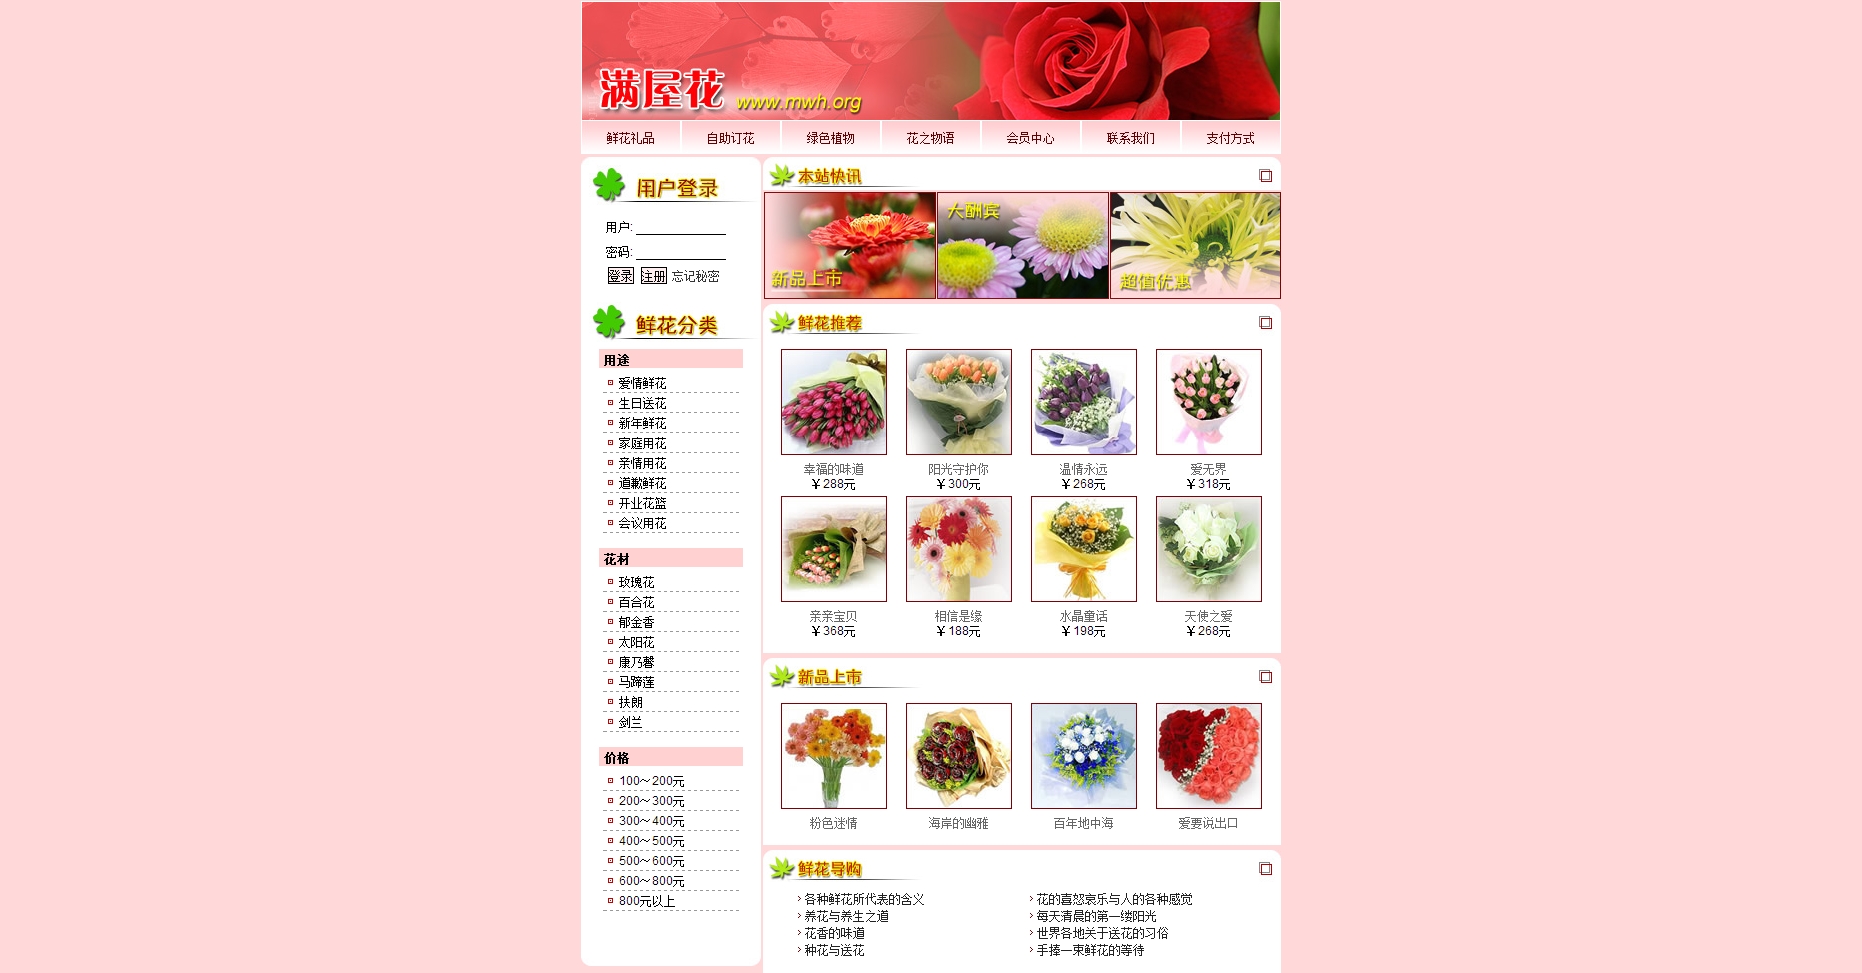 满屋花 www.mwh.org
鲜花礼品 自助订花 绿色植物 花之物语 会员中心 联系我们 支付方式
用户登录
用户:
密码:
登录 注册 忘记秘密
鲜花分类
用途
爱情鲜花
生日送花
新年鲜花
家庭用花
亲情用花
道歉鲜花
开业花篮
会议用花
花材
玫瑰花
百合花
郁金香
太阳花
康乃馨
马蹄莲
扶朗
剑兰
价格
100～200元
200～300元
300～400元
400～500元
500～600元
600～800元
800元以上
本站快讯
新品上市
大酬宾
超值优惠
鲜花推荐
幸福的味道 阳光守护你 温情永远 爱无界
￥288元 ￥300元 ￥268元 ￥318元
亲亲宝贝 相信是缘 水晶童话 天使之爱
￥368元 ￥188元 ￥198元 ￥268元
新品上市
粉色迷情 海岸的幽雅 百年地中海 爱要说出口
鲜花导购
各种鲜花所代表的含义 花的喜怒哀乐与人的各种感觉
养花与养生之道 每天清晨的第一缕阳光
花香的味道 世界各地关于送花的习俗
种花与送花 手捧一束鲜花的等待